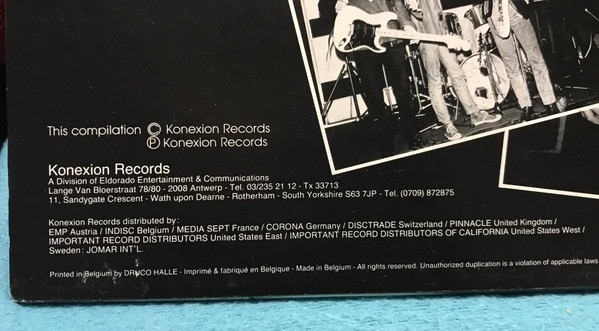 This compilation © Konexion Records
℗ Konexion Records
Konexion Records
A Division of Eldorado Entertainment & Communications
Lange Van Bloerstraat 78/80 - 2008 Antwerp - Tel. 03/235 21 12 - Tx 33713
11, Sandygate Crescent - Wath upon Dearne - Rotherham - South Yorkshire S63 7JP - Tel. (0709) 872875
Konexion Records distributed by:
EMP Austria / INDISC Belgium / MEDIA SEPT France / CORONA Germany / DISCTRADE Switzerland / PINNACLE United Kingdom /
IMPORTANT RECORD DISTRIBUTORS United States East / IMPORTANT RECORD DISTRIBUTORS OF CALIFORNIA United States West /
Sweden: JOMAR INT'L.
Printed in Belgium by DRUCO HALLE - Imprimé & fabriqué en Belgique - Made in Belgium - All rights reserved. Unauthorized duplication is a violation of applicable laws.